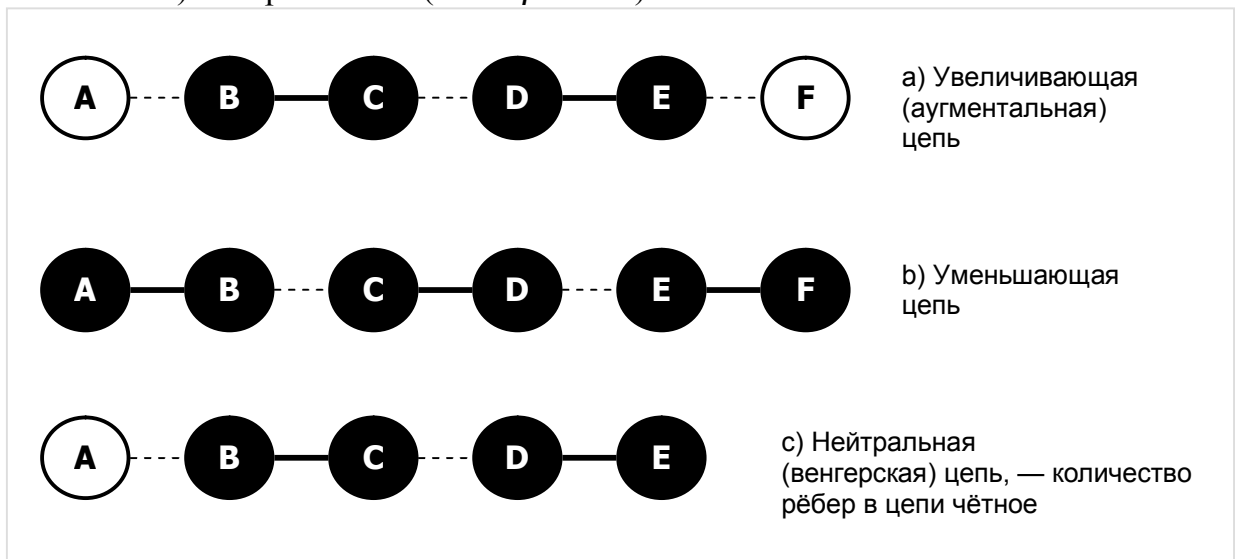 A B C D E F
a) Увеличивающая
(аугментальная)
цепь
A B C D E F
b) Уменьшающая
цепь
A B C D E
c) Нейтральная
(венгерская) цепь, — количество
рёбер в цепи чётное